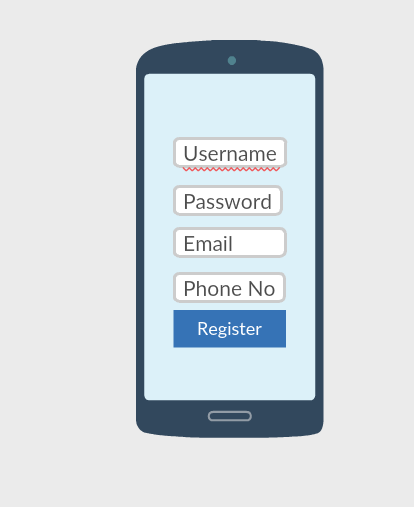 Username
Password
Email
Phone No
Register